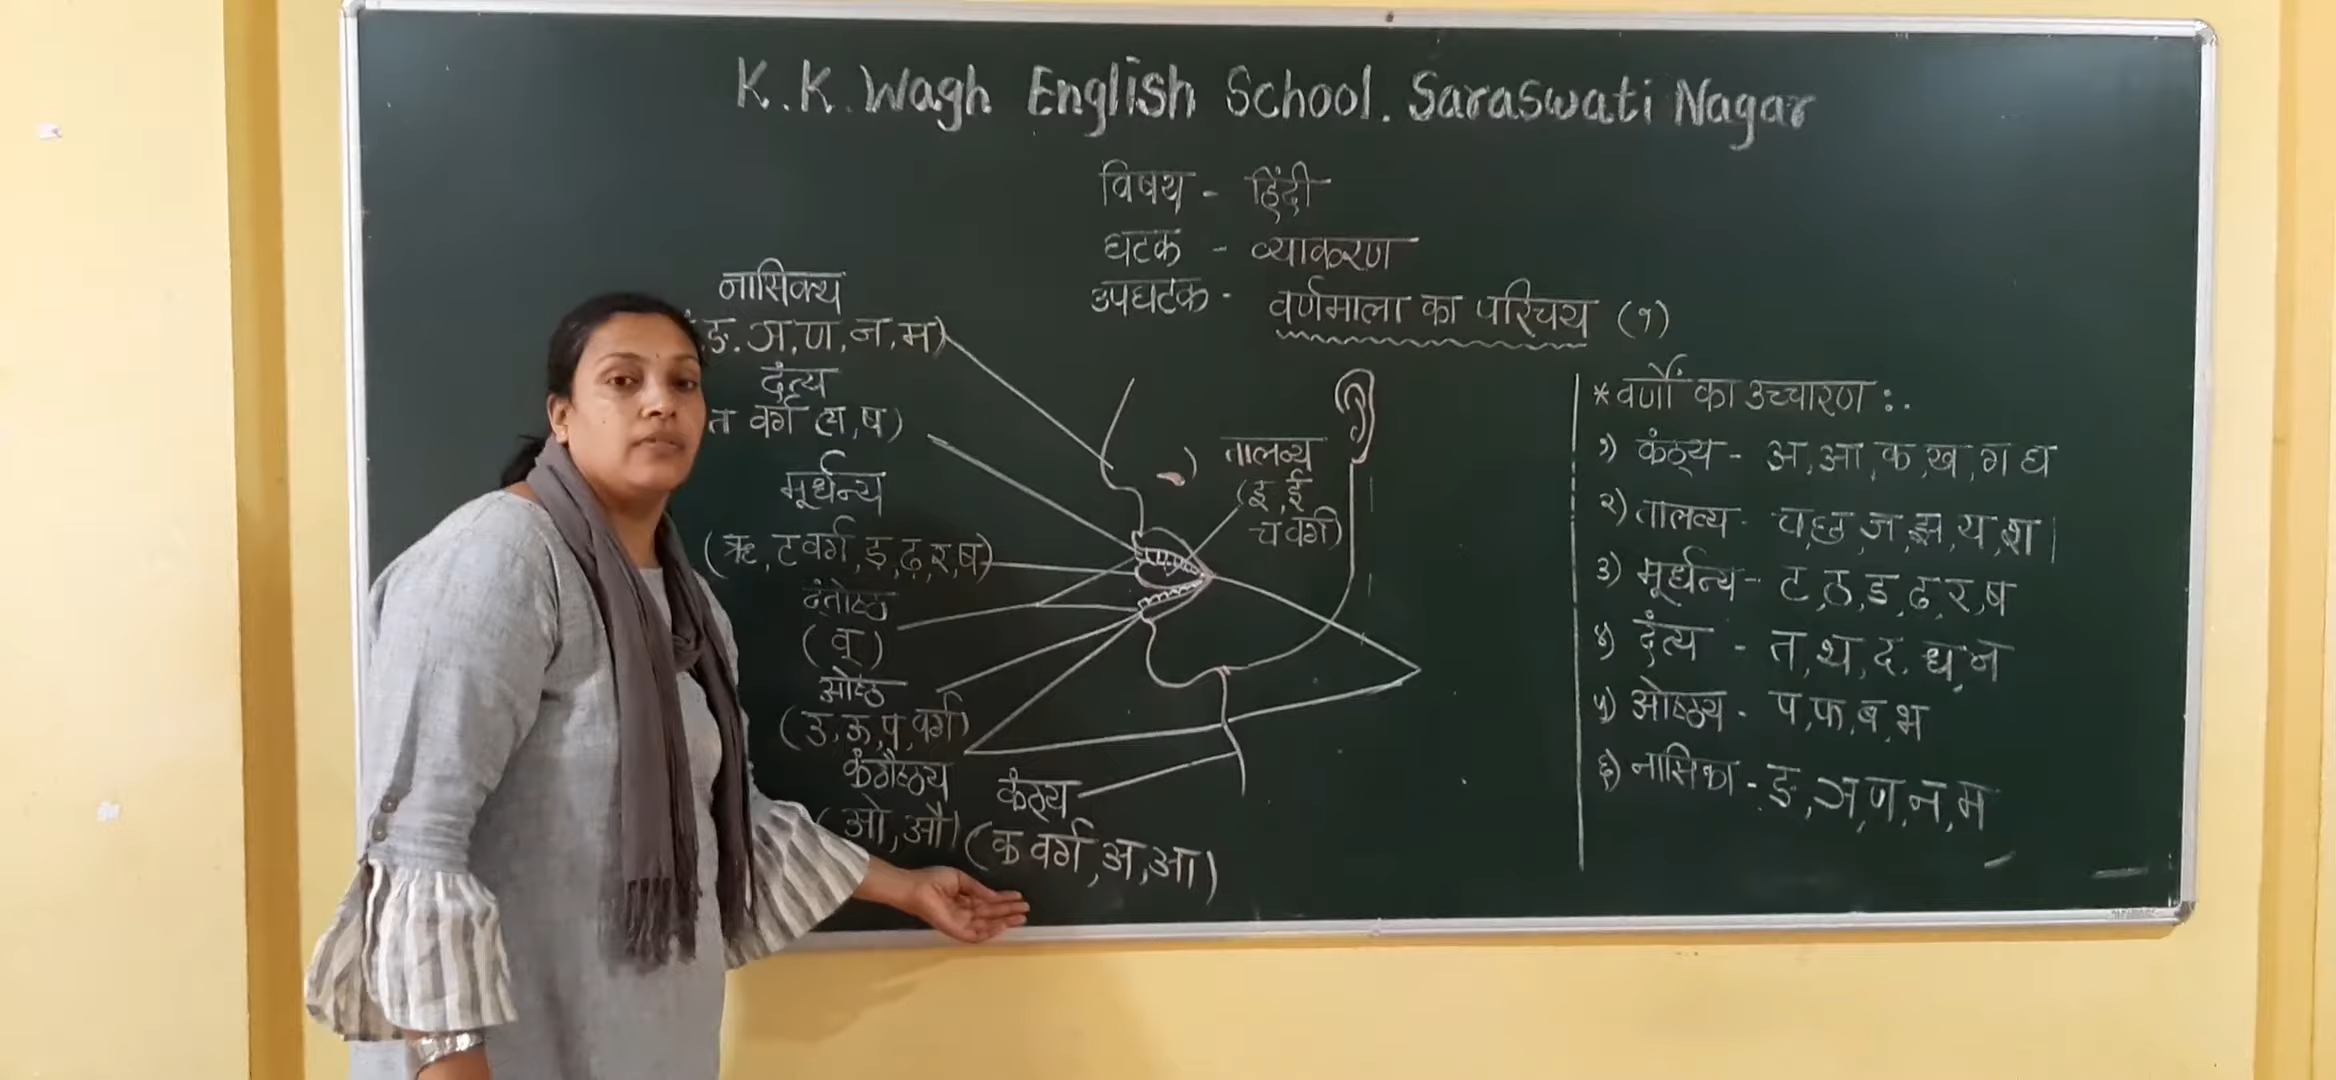 K.K.Wagh English School. Saraswati Nagar
विषय - हिंदी
घटक - व्याकरण
उपघटक - वर्णमाला का परिचय (१)
नासिक्य
ङ.ञ,ण,न,म)
दंत्य
त वर्ग ल,ष)
मूर्धन्य
(ऋ,टवर्ग,ड,ढ,र,ष)
दंतोष्ठ
(व)
ओष्ठ
(उ,ऊ,प,वर्ग)
कंठौष्ठ्य
(ओ,औ)
कंठ्य
(क वर्ग,अ,आ)
तालव्य
(इ,ई
च वर्ग)
*वर्णों का उच्चारण :.
१) कंठ्य - अ,आ,क,ख,ग घ
२) तालव्य - च,छ,ज,झ,य,श।
३) मूर्धन्य - ट,ठ,ड,ढ,र,ष
४) दंत्य - त,थ,द.ध,न
५) ओष्ठ्य - प,फ,ब,भ
६) नासिका - ङ,ञ,ण,न,म